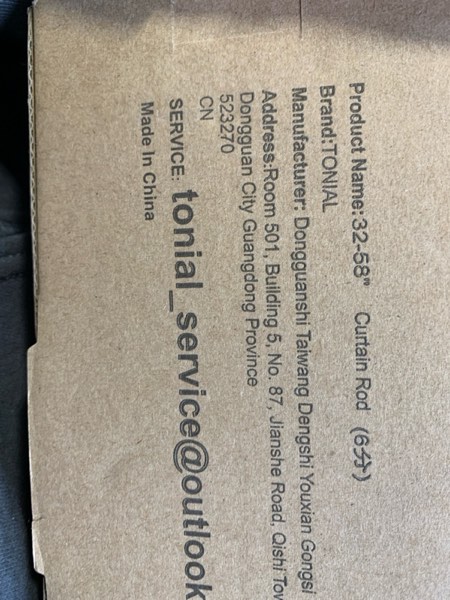 Product Name:32-58" Curtain Rod (6分)
Brand:TONIAL
Manufacturer: Dongguanshi Taiwang Dengshi Youxian Gongsi
Address:Room 501, Building 5, No. 87, Jianshe Road, Qishi
Dongguan City Guangdong Province
523270
CN
SERVICE: tonial_service@outlook
Made In China